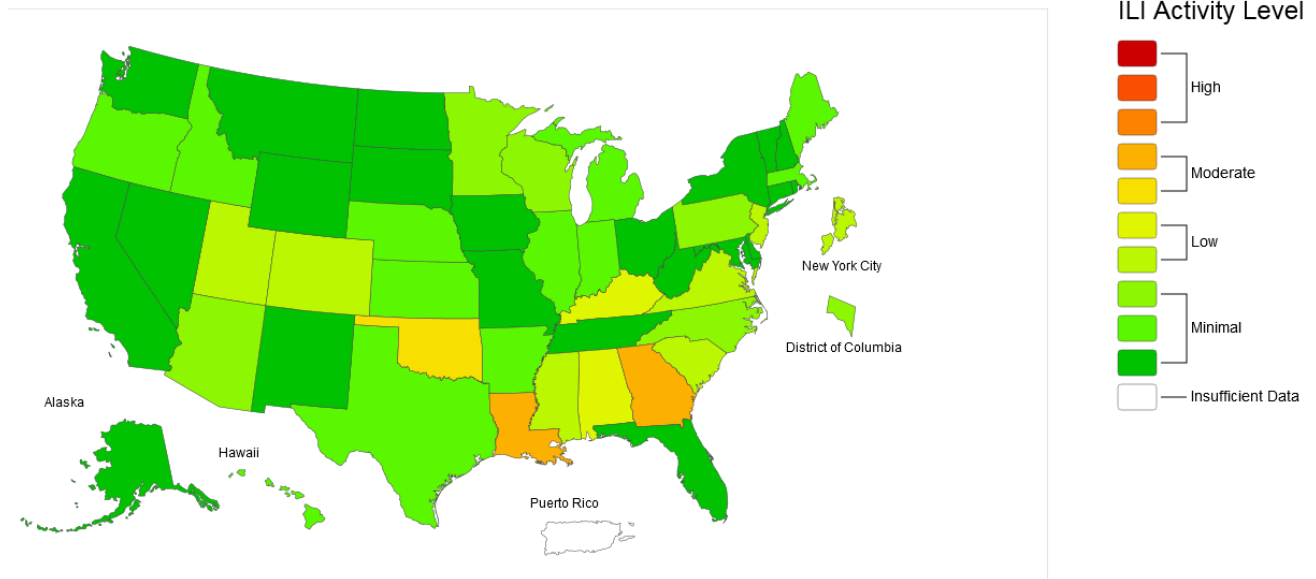 ILI Activity Level
High
Moderate
Low
New York City
Minimal
District of Columbia
Insufficient Data
Alaska
Hawaii
Puerto Rico